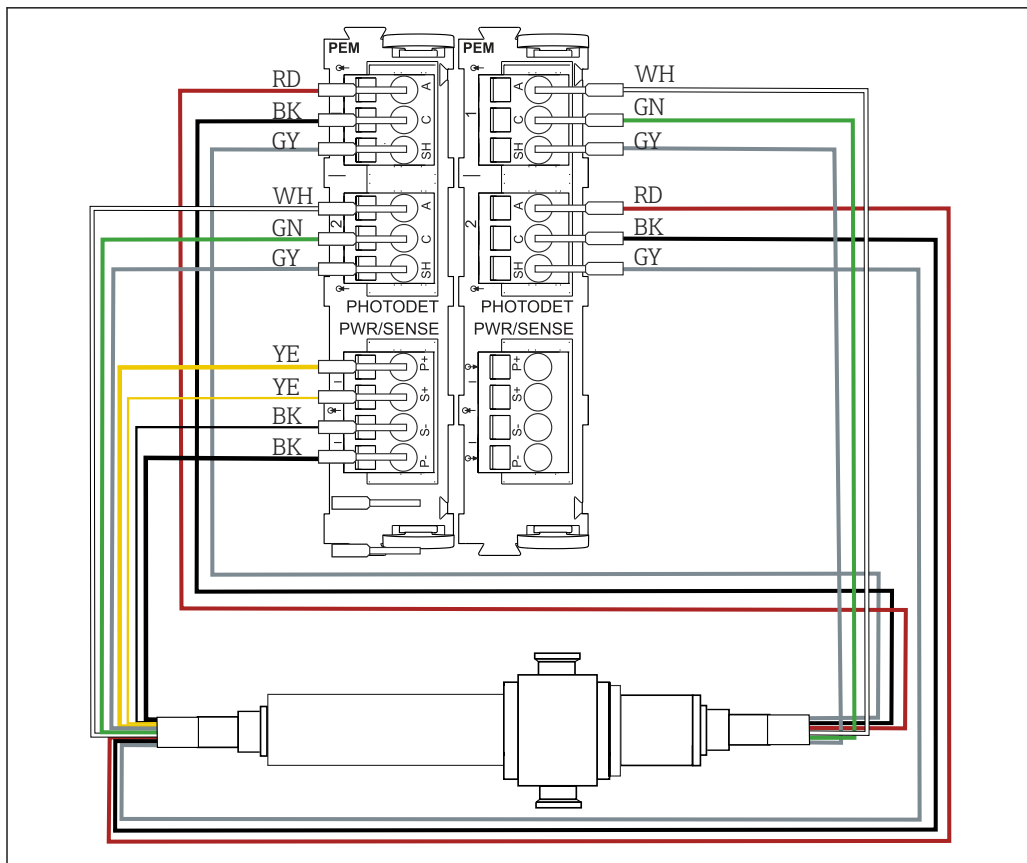 PEM PEM
RD A A WH
BK C 1 C GN
GY SH SH GY
WH A A RD
GN 2 C 2 C BK
GY SH SH GY
PHOTODET PHOTODET
PWR/SENSE PWR/SENSE
YE P+ P+
YE S+ S+
BK S- S-
BK P- P-